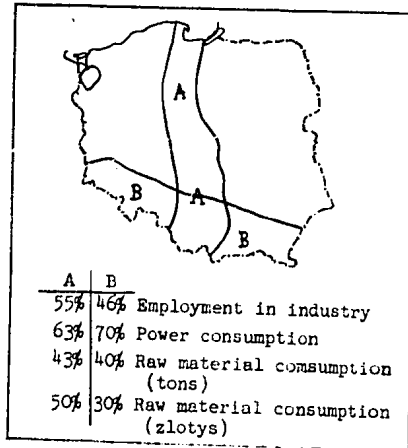 A
B
A
B
A B
55% 46% Employment in industry
63% 70% Power consumption
43% 40% Raw material comsumption
(tons)
50% 30% Raw material consumption
(zlotys)